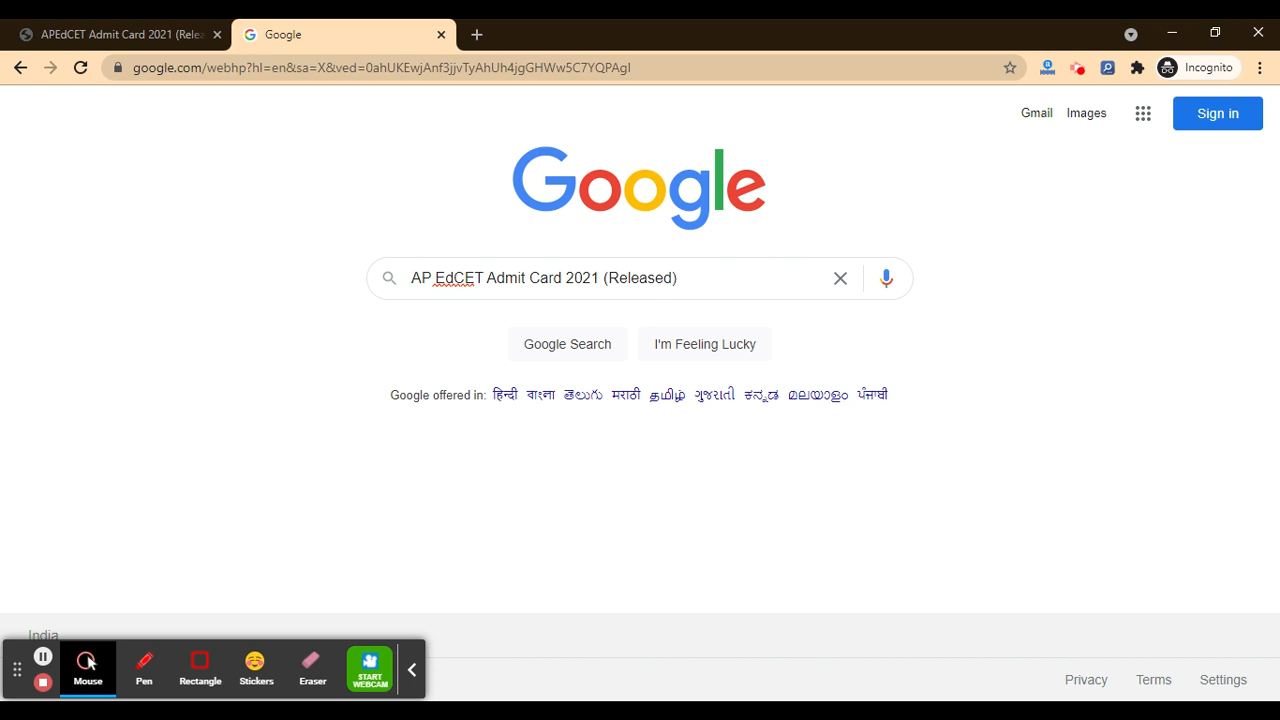 APEdCET Admit Card 2021 (Relea
Google
google.com/webhp?hl=en&sa=X&ved=0ahUKEwjAnf3jjvTyAhUh4jgGHWw5C7YQPAgI
Incognito
Gmail Images
Sign in
Google
AP EdCET Admit Card 2021 (Released)
Google Search I'm Feeling Lucky
Google offered in: हिन्दी বাংলা తెలుగు मराठी தமிழ் ગુજરાતી ಕನ್ನಡ മലയാളം ਪੰਜਾਬੀ
India
Mouse Pen Rectangle Stickers Eraser START WEBCAM
Privacy Terms Settings